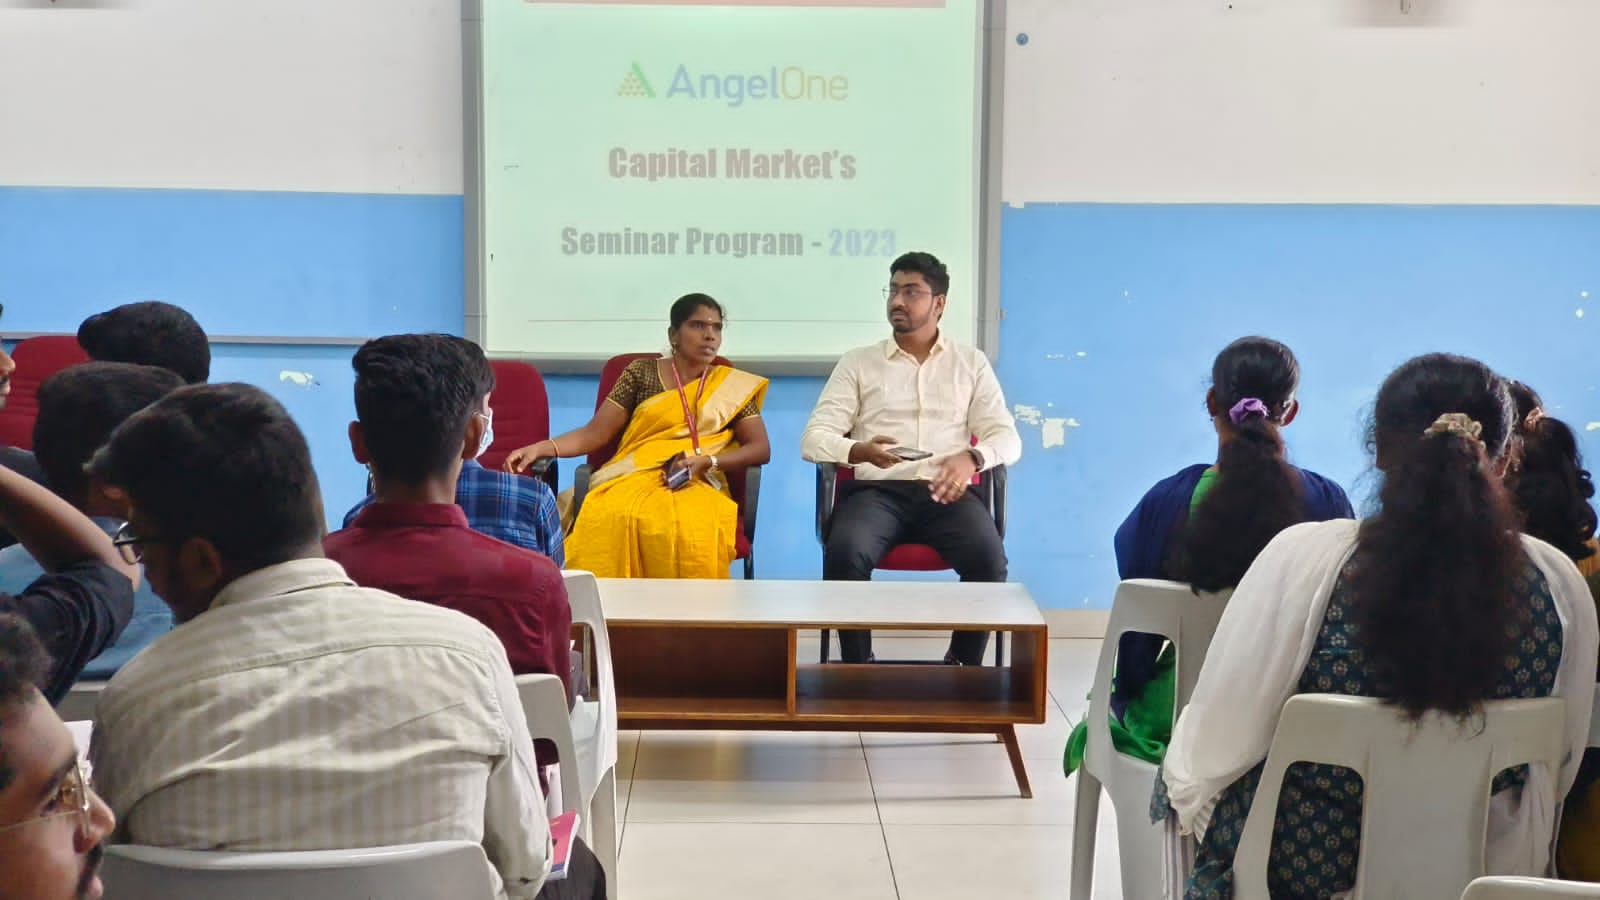 AngelOne
Capital Market's
Seminar Program - 2023